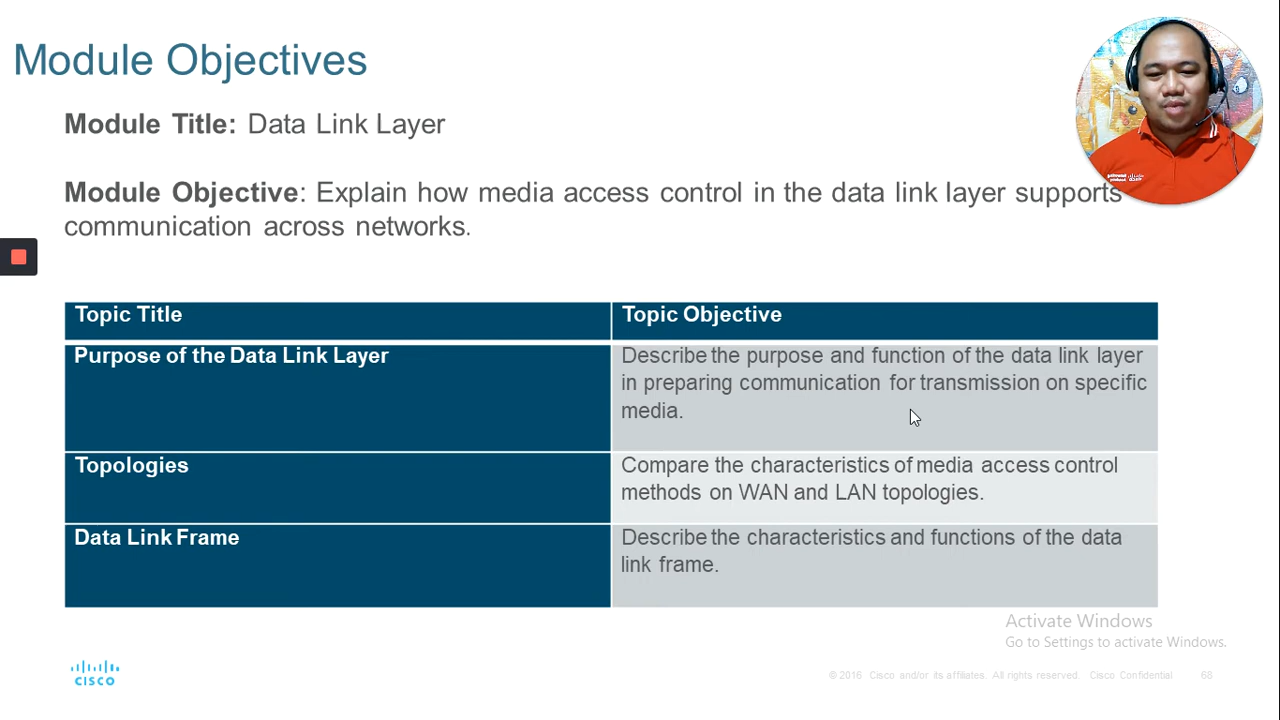 Module Objectives
Module Title: Data Link Layer
Module Objective: Explain how media access control in the data link layer supports
communication across networks.
Topic Title
Topic Objective
Purpose of the Data Link Layer
Describe the purpose and function of the data link layer
in preparing communication for transmission on specific
media.
Topologies
Compare the characteristics of media access control
methods on WAN and LAN topologies.
Data Link Frame
Describe the characteristics and functions of the data
link frame.
Activate Windows
Go to Settings to activate Windows.
CISCO
© 2016 Cisco and/or its affiliates. All rights reserved. Cisco Confidential
68